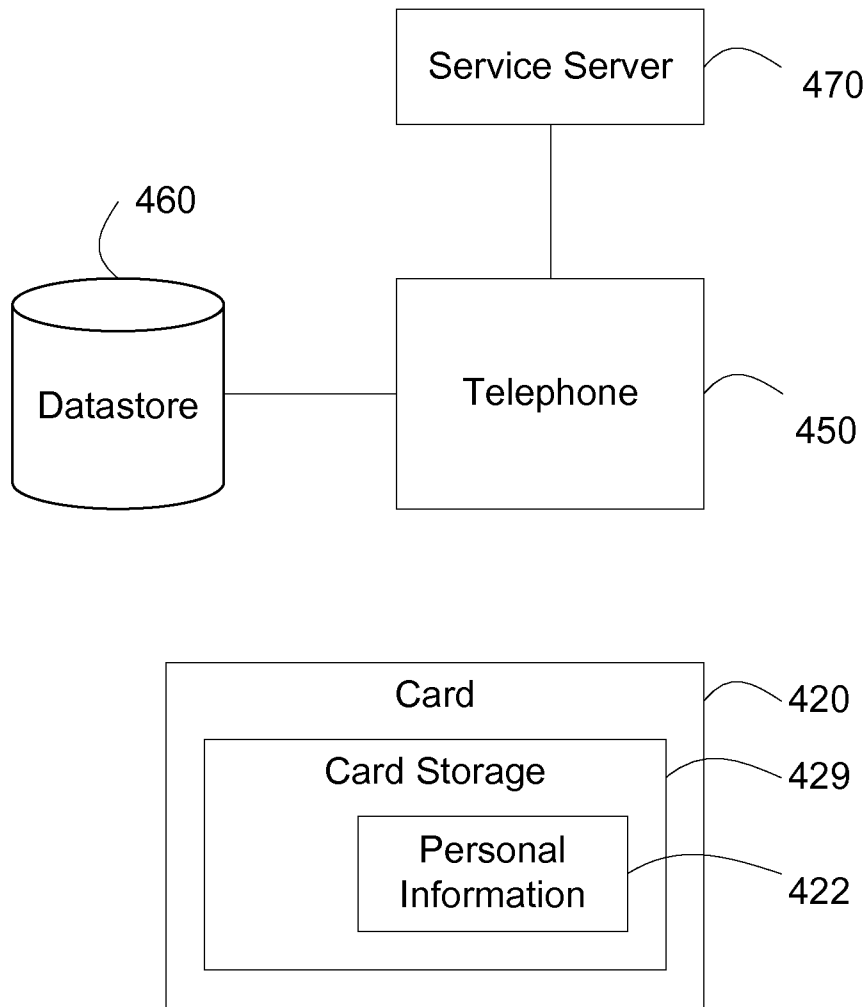 Service Server
470
460
Datastore
Telephone
450
Card
420
Card Storage
429
Personal
Information
422